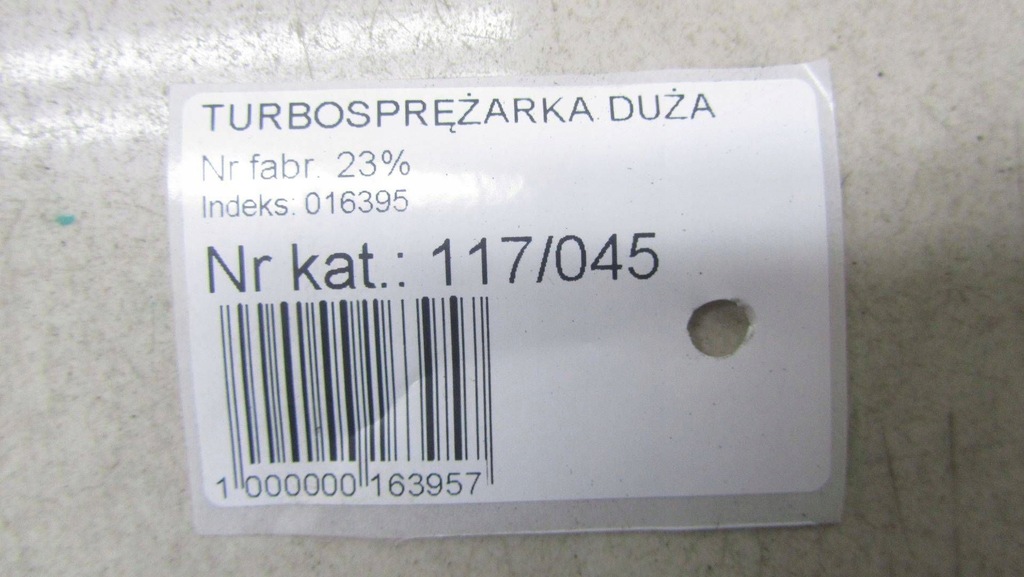 TURBOSPRĘŻARKA DUŻA
Nr fabr. 23%
Indeks: 016395
Nr kat.: 117/045
1 000000 163957